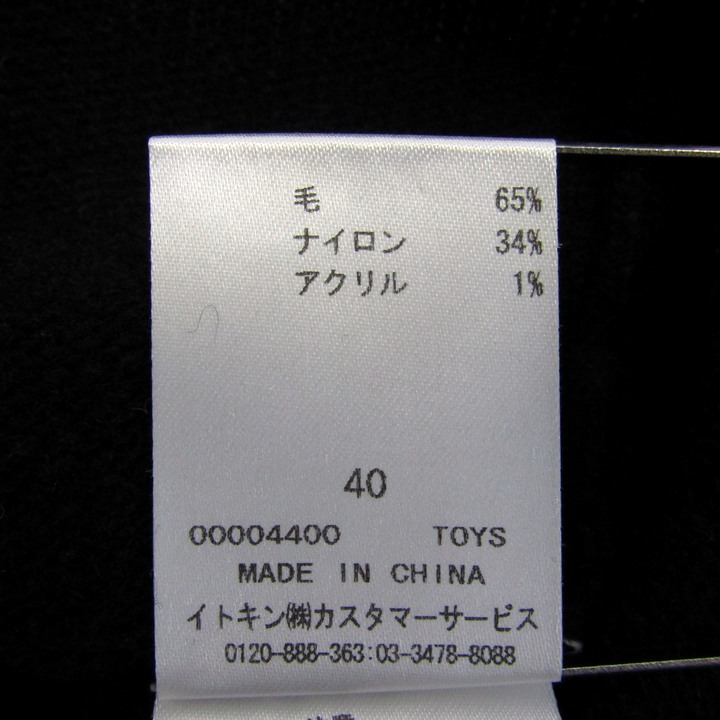 毛 65%
ナイロン 34%
アクリル 1%
40
00004400 TOYS
MADE IN CHINA
イトキン㈱カスタマーサービス
0120-888-363:03-3478-8088